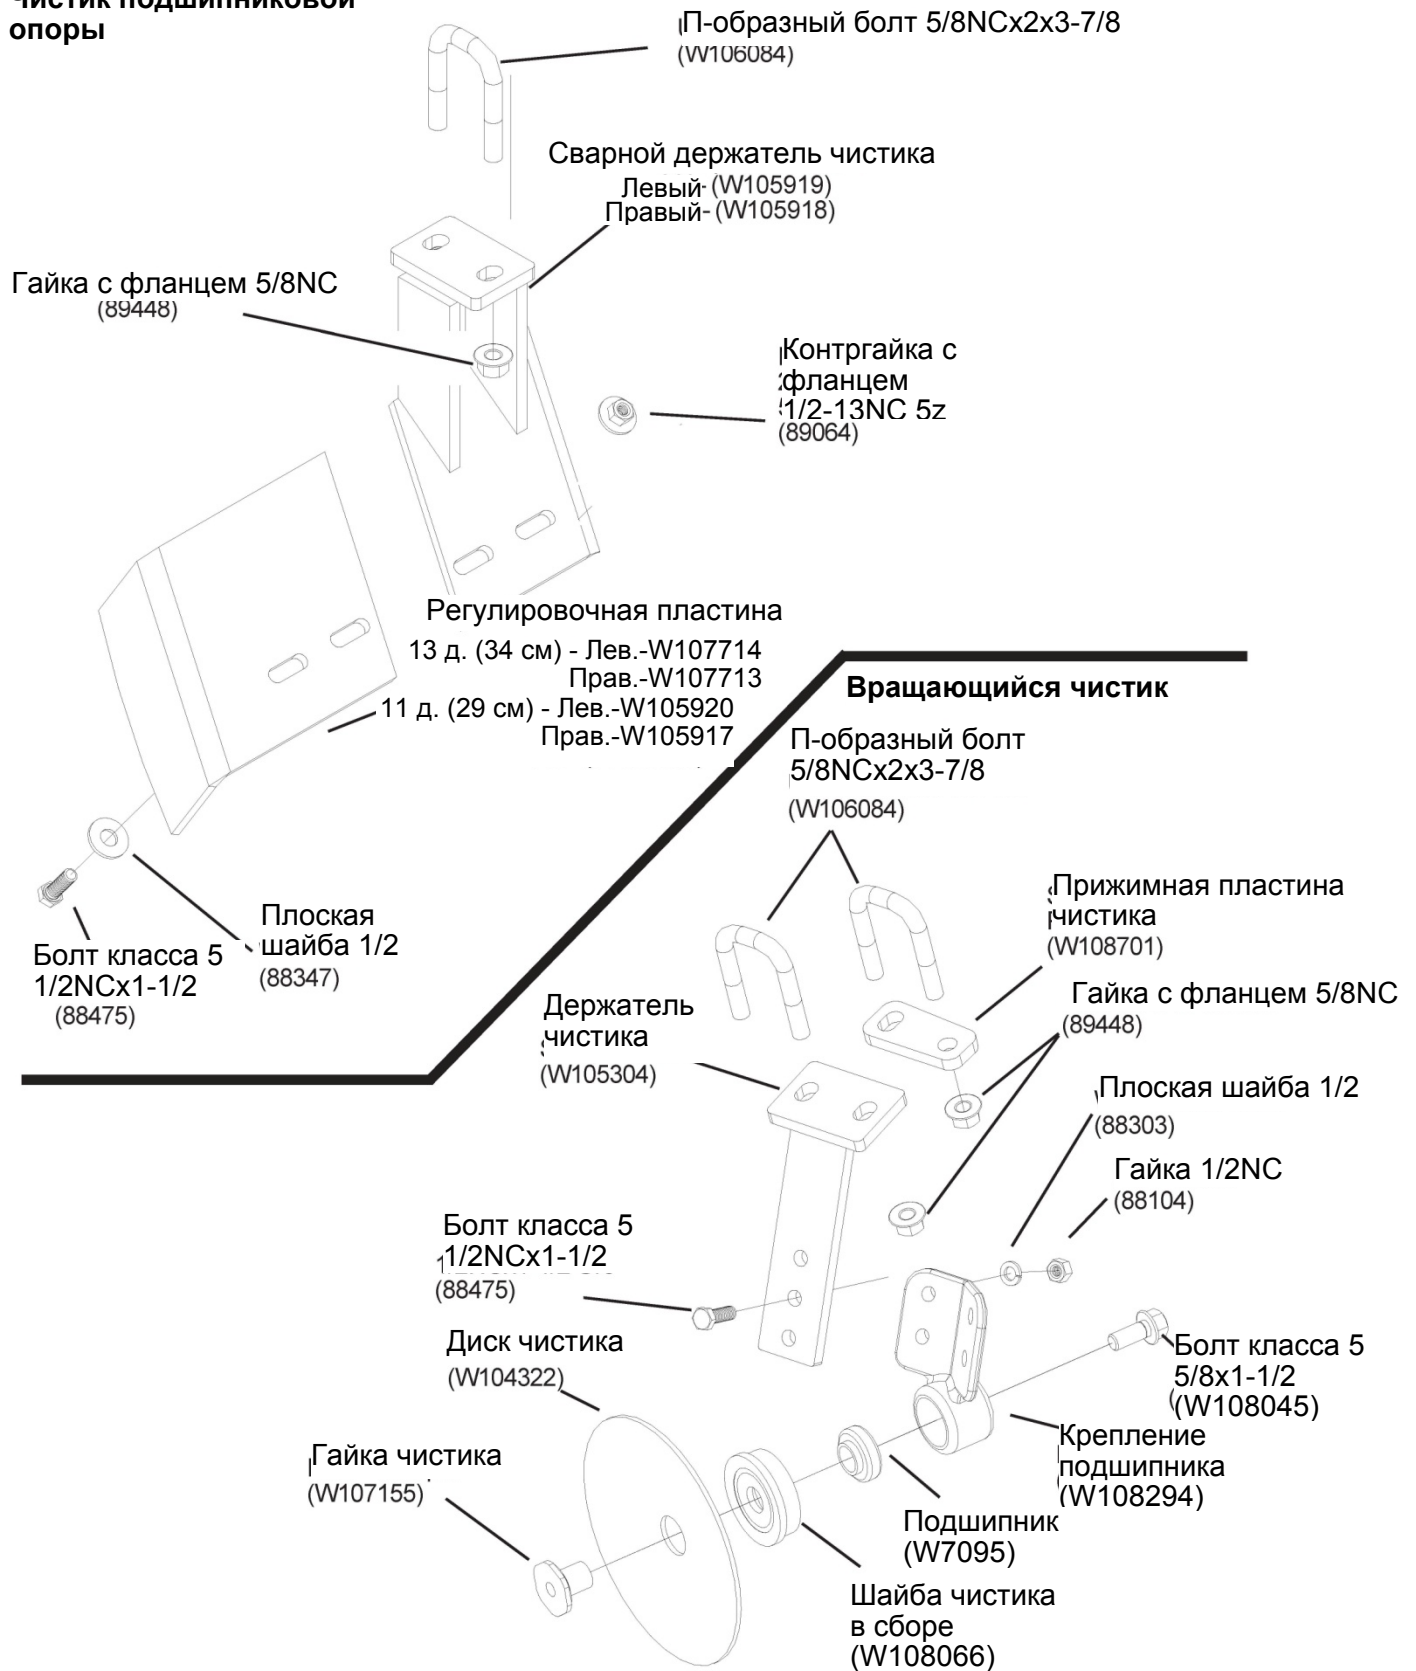 Чистик подшипниковой
опоры
П-образный болт 5/8NCx2x3-7/8
(W106084)
Сварной держатель чистика
Левый-(W105919)
Правый-(W105918)
Гайка с фланцем 5/8NC
(89448)
Контргайка с
фланцем
1/2-13NC 5z
(89064)
Регулировочная пластина
13 д. (34 см) - Лев.-W107714
Прав.-W107713
11 д. (29 см) - Лев.-W105920
Прав.-W105917
Плоская
шайба 1/2
(88347)
Болт класса 5
1/2NCx1-1/2
(88475)
Вращающийся чистик
П-образный болт
5/8NCx2x3-7/8
(W106084)
Прижимная пластина
чистика
(W108701)
Гайка с фланцем 5/8NC
(89448)
Держатель
чистика
(W105304)
Плоская шайба 1/2
(88303)
Гайка 1/2NC
(88104)
Болт класса 5
1/2NCx1-1/2
(88475)
Диск чистика
(W104322)
Болт класса 5
5/8x1-1/2
(W108045)
Крепление
подшипника
(W108294)
Гайка чистика
(W107155)
Подшипник
(W7095)
Шайба чистика
в сборе
(W108066)